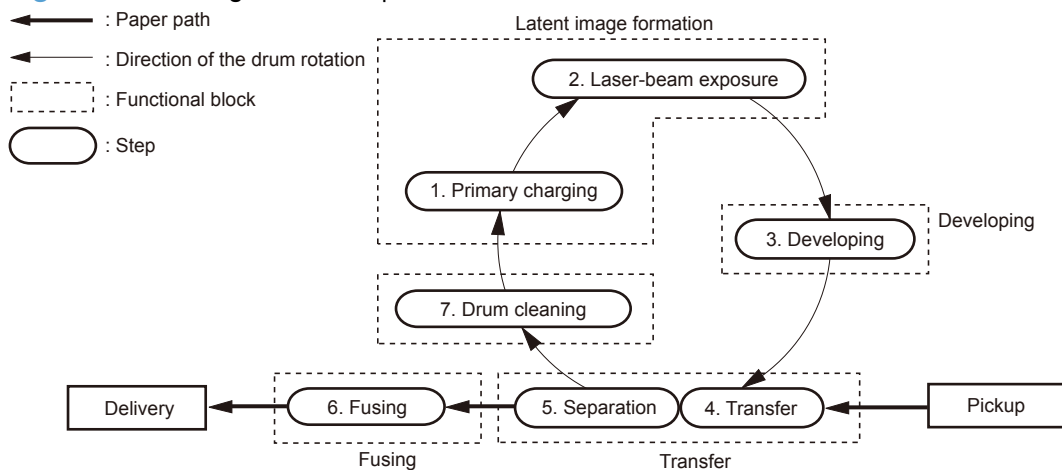 : Paper path
: Direction of the drum rotation
: Functional block
: Step
Latent image formation
2. Laser-beam exposure
1. Primary charging
3. Developing
Developing
7. Drum cleaning
Delivery
6. Fusing
5. Separation
4. Transfer
Pickup
Fusing
Transfer